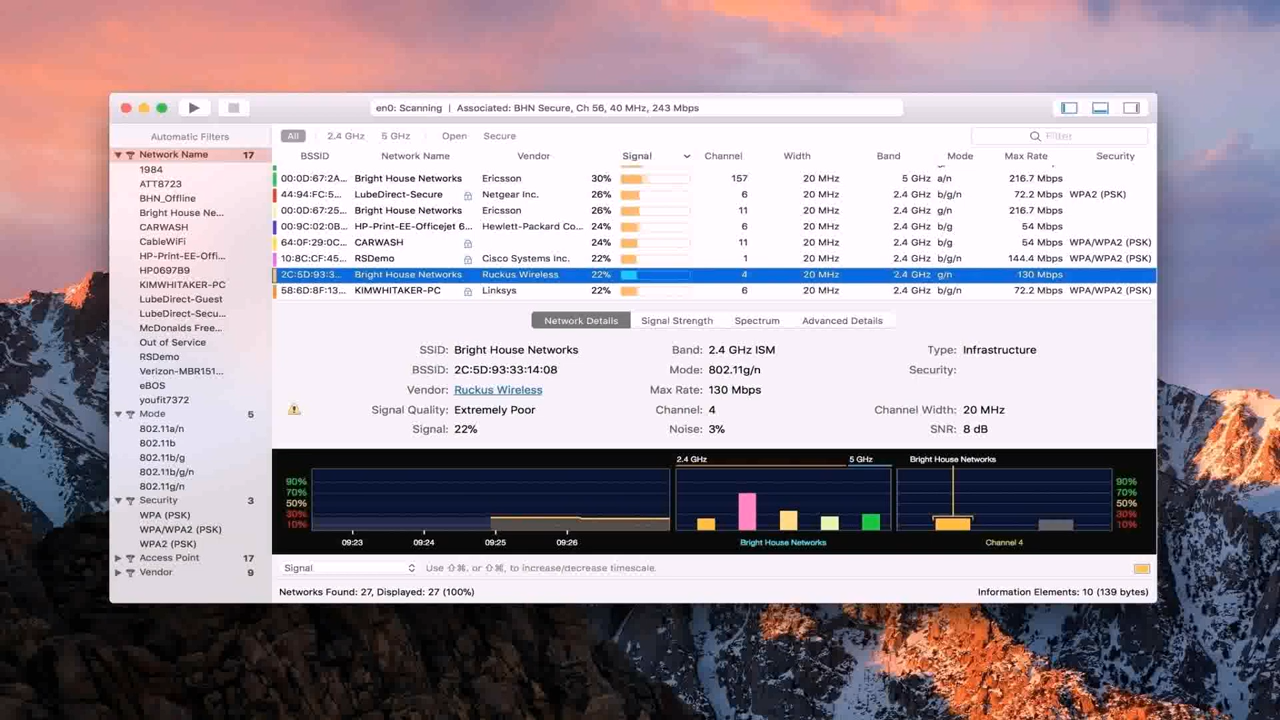 en0: Scanning | Associated: BHN Secure, Ch 56, 40 MHz, 243 Mbps
Automatic Filters
Network Name 17
1984
ATT8723
BHN_Offline
Bright House Ne...
CARWASH
CableWiFi
HP-Print-EE-Offi...
HP0697B9
KIMWHITAKER-PC
LubeDirect-Guest
LubeDirect-Secu...
McDonalds Free...
Out of Service
RSDemo
Verizon-MBR151...
eBOS
youfit7372
Mode 5
802.11a/n
802.11b
802.11b/g
802.11b/g/n
802.11g/n
Security 3
WPA (PSK)
WPA/WPA2 (PSK)
WPA2 (PSK)
Access Point 17
Vendor 9
All 2.4 GHz 5 GHz Open Secure Filter
BSSID Network Name Vendor Signal Channel Width Band Mode Max Rate Security
00:0D:67:2A... Bright House Networks Ericsson 30% 157 20 MHz 5 GHz a/n 216.7 Mbps
44:94:FC:5... LubeDirect-Secure Netgear Inc. 26% 6 20 MHz 2.4 GHz b/g/n 72.2 Mbps WPA2 (PSK)
00:0D:67:25... Bright House Networks Ericsson 26% 11 20 MHz 2.4 GHz g/n 216.7 Mbps
00:9C:02:0B... HP-Print-EE-Officejet 6... Hewlett-Packard Co... 24% 6 20 MHz 2.4 GHz b/g 54 Mbps
64:0F:29:0C... CARWASH 24% 11 20 MHz 2.4 GHz b/g 54 Mbps WPA/WPA2 (PSK)
10:8C:CF:45... RSDemo Cisco Systems Inc. 22% 1 20 MHz 2.4 GHz b/g/n 144.4 Mbps WPA/WPA2 (PSK)
2C:5D:93:3... Bright House Networks Ruckus Wireless 22% 4 20 MHz 2.4 GHz g/n 130 Mbps
58:6D:8F:13... KIMWHITAKER-PC Linksys 22% 6 20 MHz 2.4 GHz b/g/n 72.2 Mbps WPA/WPA2 (PSK)
Network Details Signal Strength Spectrum Advanced Details
SSID: Bright House Networks Band: 2.4 GHz ISM Type: Infrastructure
BSSID: 2C:5D:93:33:14:08 Mode: 802.11g/n Security:
Vendor: Ruckus Wireless Max Rate: 130 Mbps
Signal Quality: Extremely Poor Channel: 4 Channel Width: 20 MHz
Signal: 22% Noise: 3% SNR: 8 dB
2.4 GHz 5 GHz Bright House Networks
90% 90%
70% 70%
50% 50%
30% 30%
10% 10%
09:23 09:24 09:25 09:26 Bright House Networks Channel 4
Signal Use ⇧⌘. or ⇧⌘, to increase/decrease timescale.
Networks Found: 27, Displayed: 27 (100%) Information Elements: 10 (139 bytes)